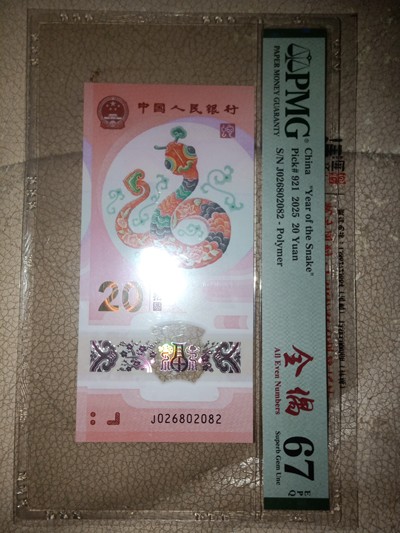 中国人民银行
20
J026802082
PMG
PAPER MONEY GUARANTY
China "Year of the Snake"
Pick# 921 2025 20 Yuan
S/N J026802082 - Polymer
全偶
All Even Numbers
67
EPQ
Superb Gem Unc